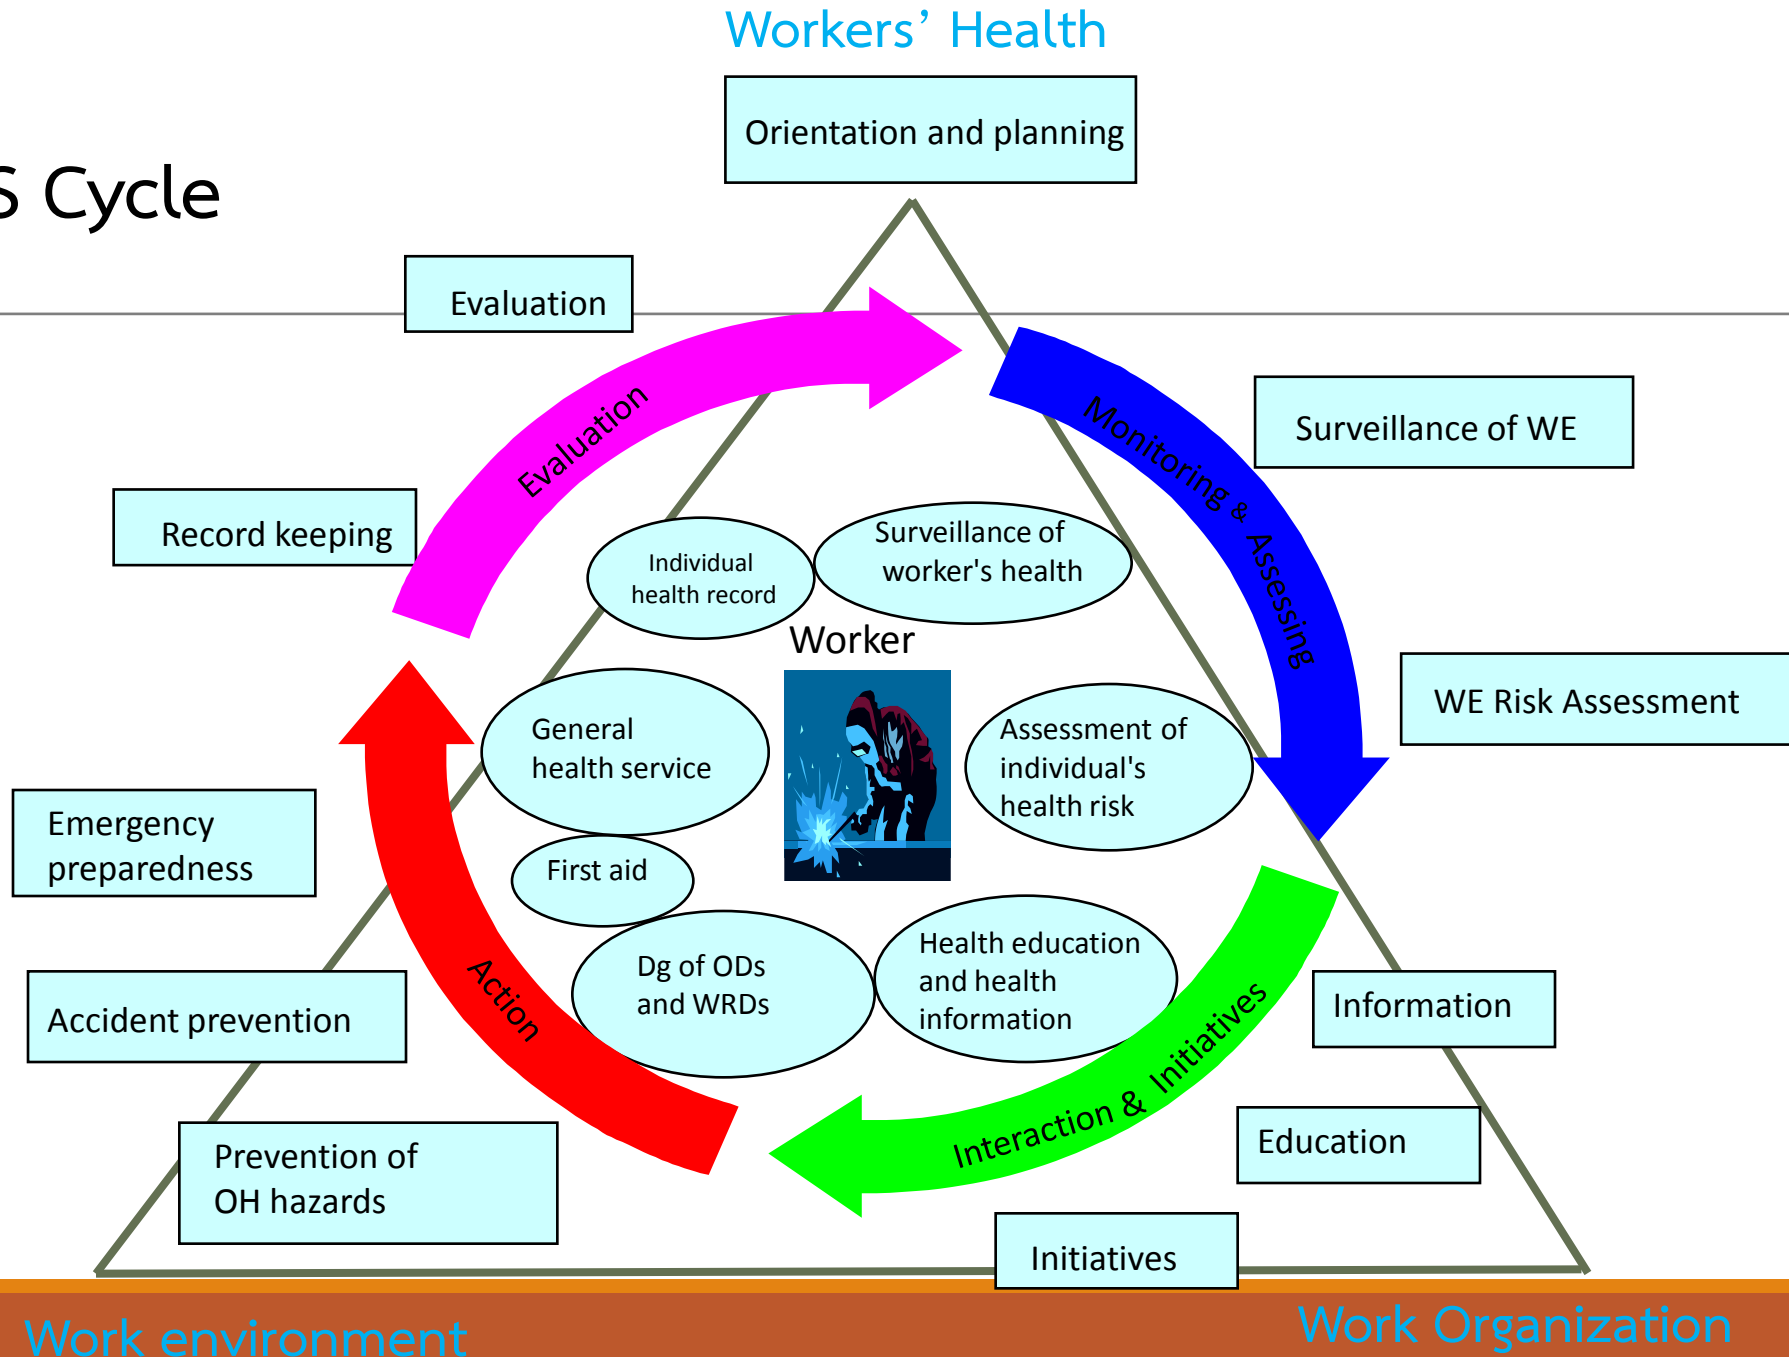 Workers’ Health
Orientation and planning
S Cycle
Evaluation
Evaluation
Monitoring & Assessing
Surveillance of WE
Record keeping
Individual
health record
Surveillance of
worker's health
Worker
WE Risk Assessment
General
health service
Assessment of
individual's
health risk
Emergency
preparedness
First aid
Health education
and health
information
Dg of ODs
and WRDs
Action
Interaction & Initiatives
Information
Accident prevention
Education
Prevention of
OH hazards
Initiatives
Work environment
Work Organization